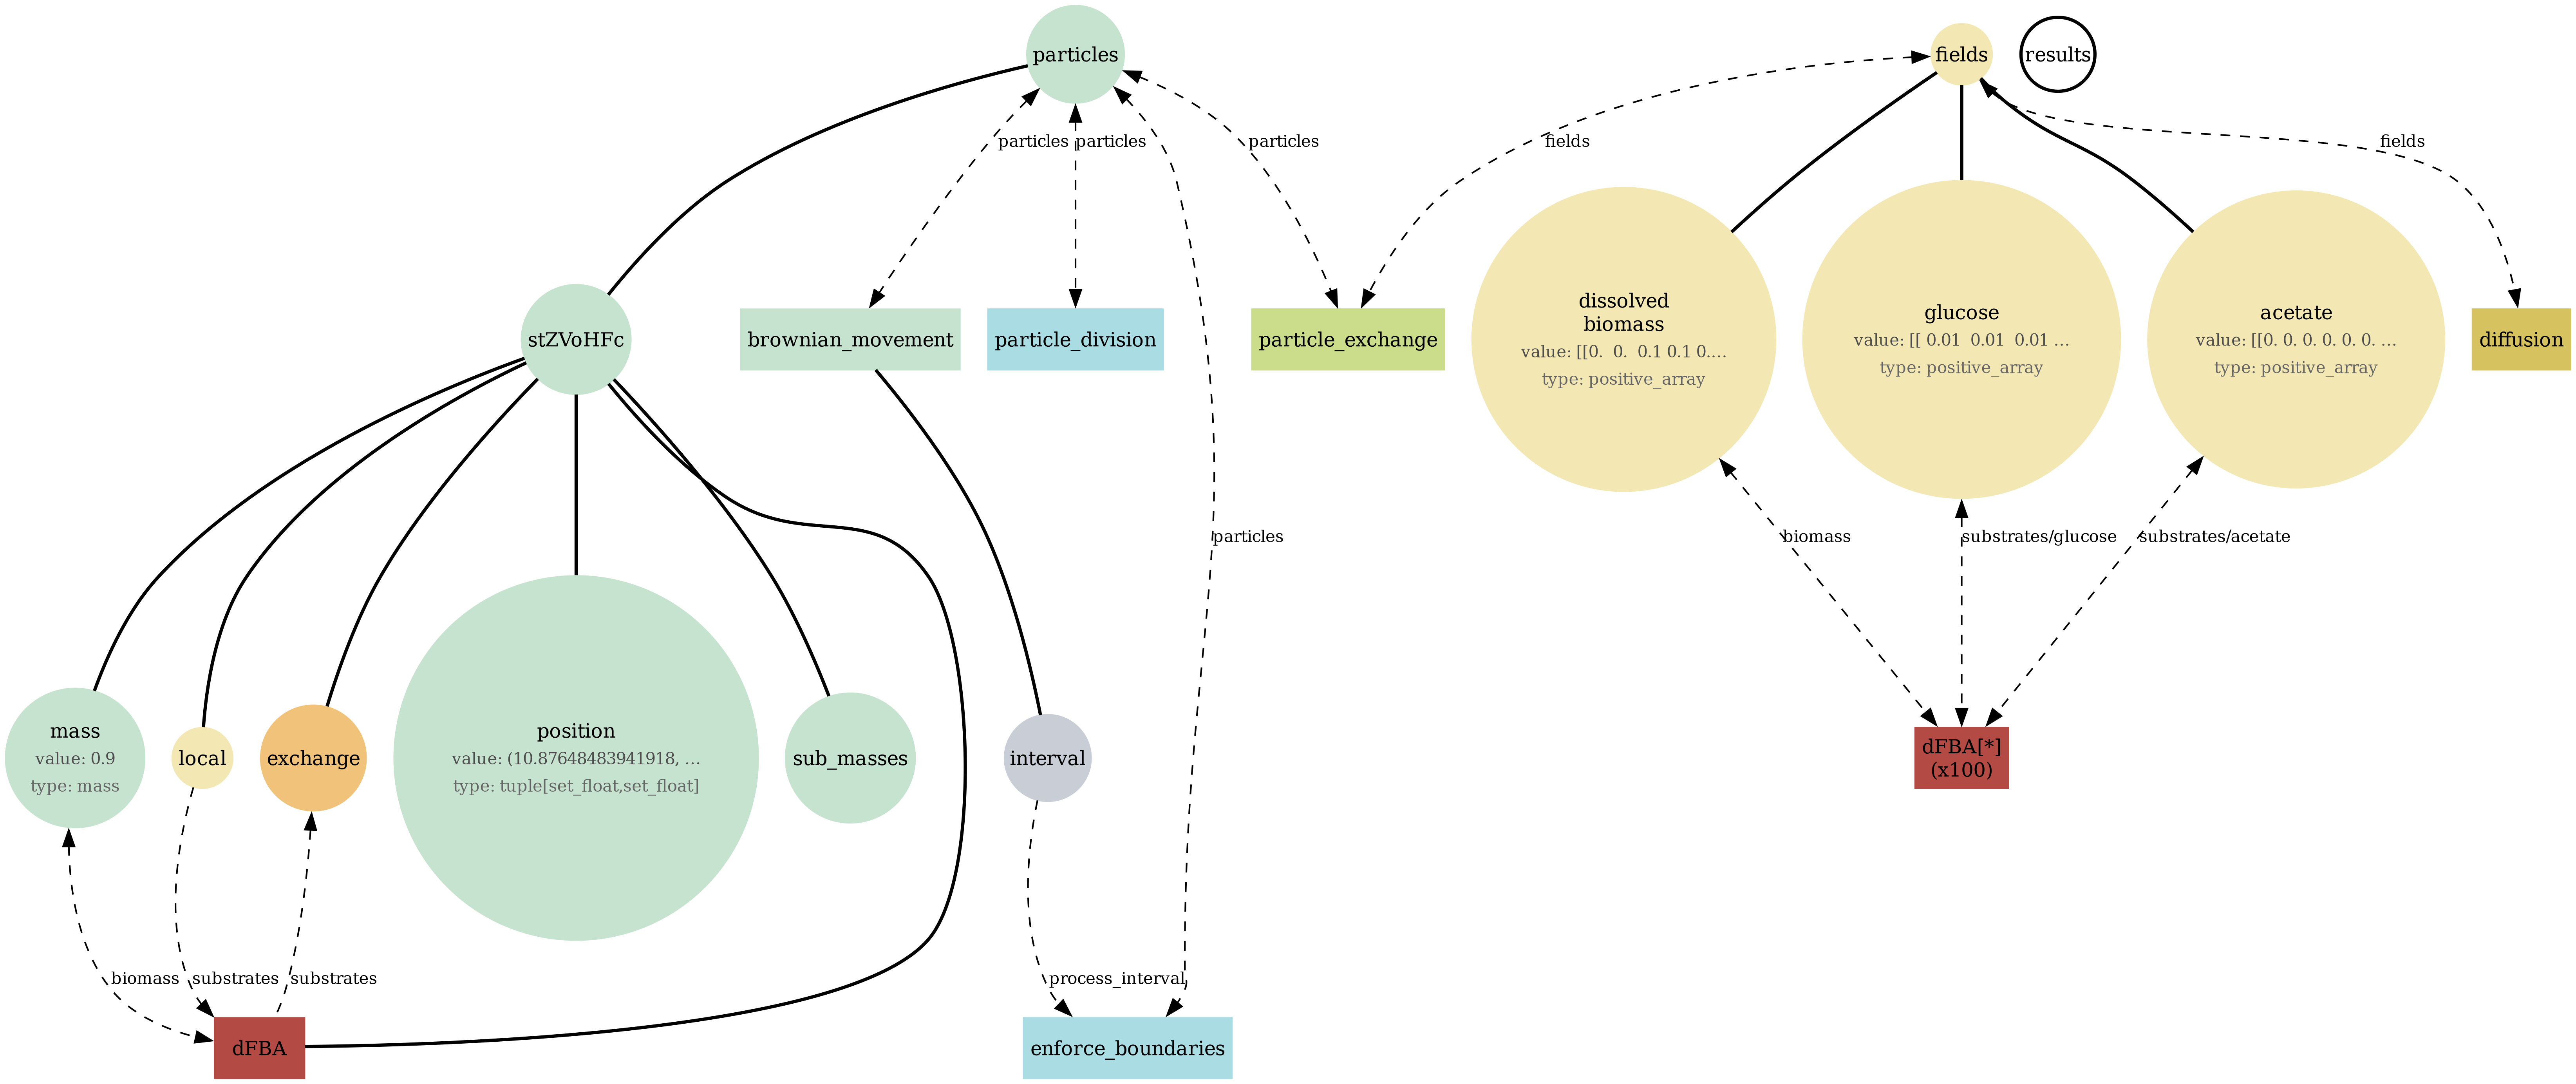 particles
fields
results
particles
particles
particles
fields
fields
stZVoHFc
brownian_movement
particle_division
particle_exchange
dissolved
biomass
value: [[0.  0.  0.1 0.1 0....
type: positive_array
glucose
value: [[ 0.01  0.01  0.01 ...
type: positive_array
acetate
value: [[0. 0. 0. 0. 0. 0. ...
type: positive_array
diffusion
particles
biomass
substrates/glucose
substrates/acetate
mass
value: 0.9
type: mass
local
exchange
position
value: (10.87648483941918, ...
type: tuple[set_float,set_float]
sub_masses
interval
dFBA[*]
(x100)
biomass
substrates
substrates
process_interval
dFBA
enforce_boundaries